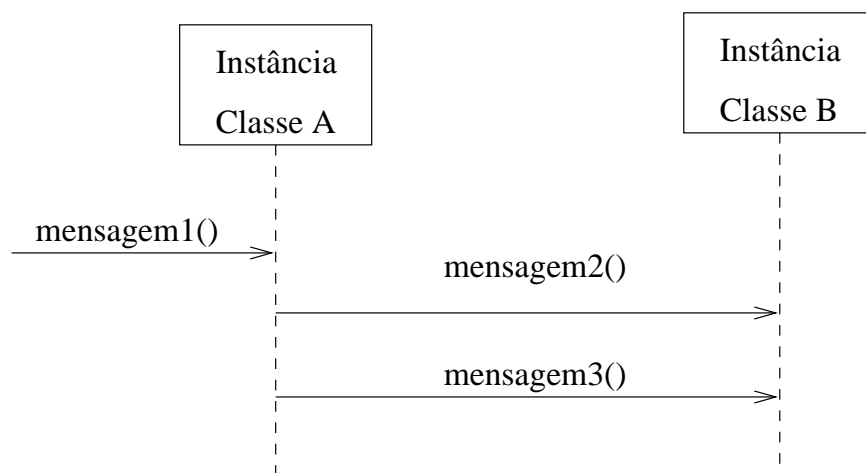 Instância
Classe A
Instância
Classe B
mensagem1()
mensagem2()
mensagem3()